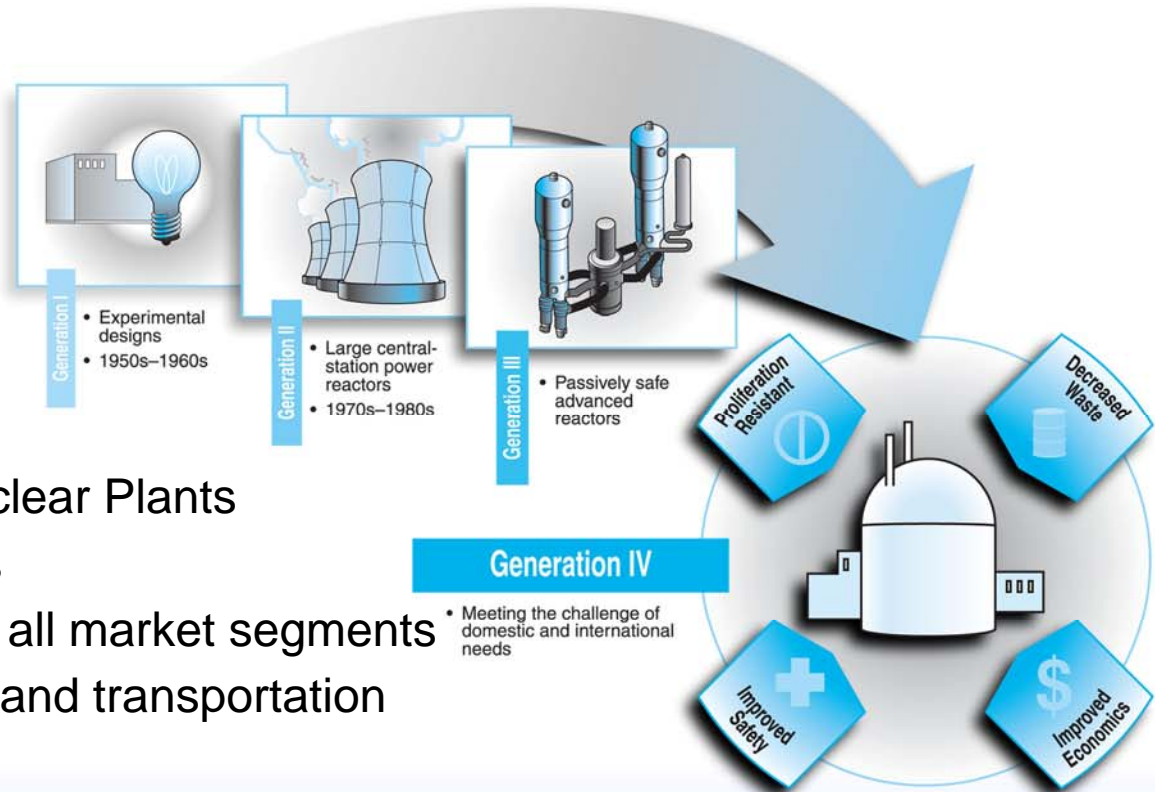 Generation I
• Experimental
designs
• 1950s–1960s
Generation II
• Large central-
station power
reactors
• 1970s–1980s
Generation III
• Passively safe
advanced
reactors
clear Plants
all market segments
and transportation
Generation IV
• Meeting the challenge of
domestic and international
needs
Proliferation
Resistant
Decreased
Waste
Improved
Safety
$
Improved
Economics